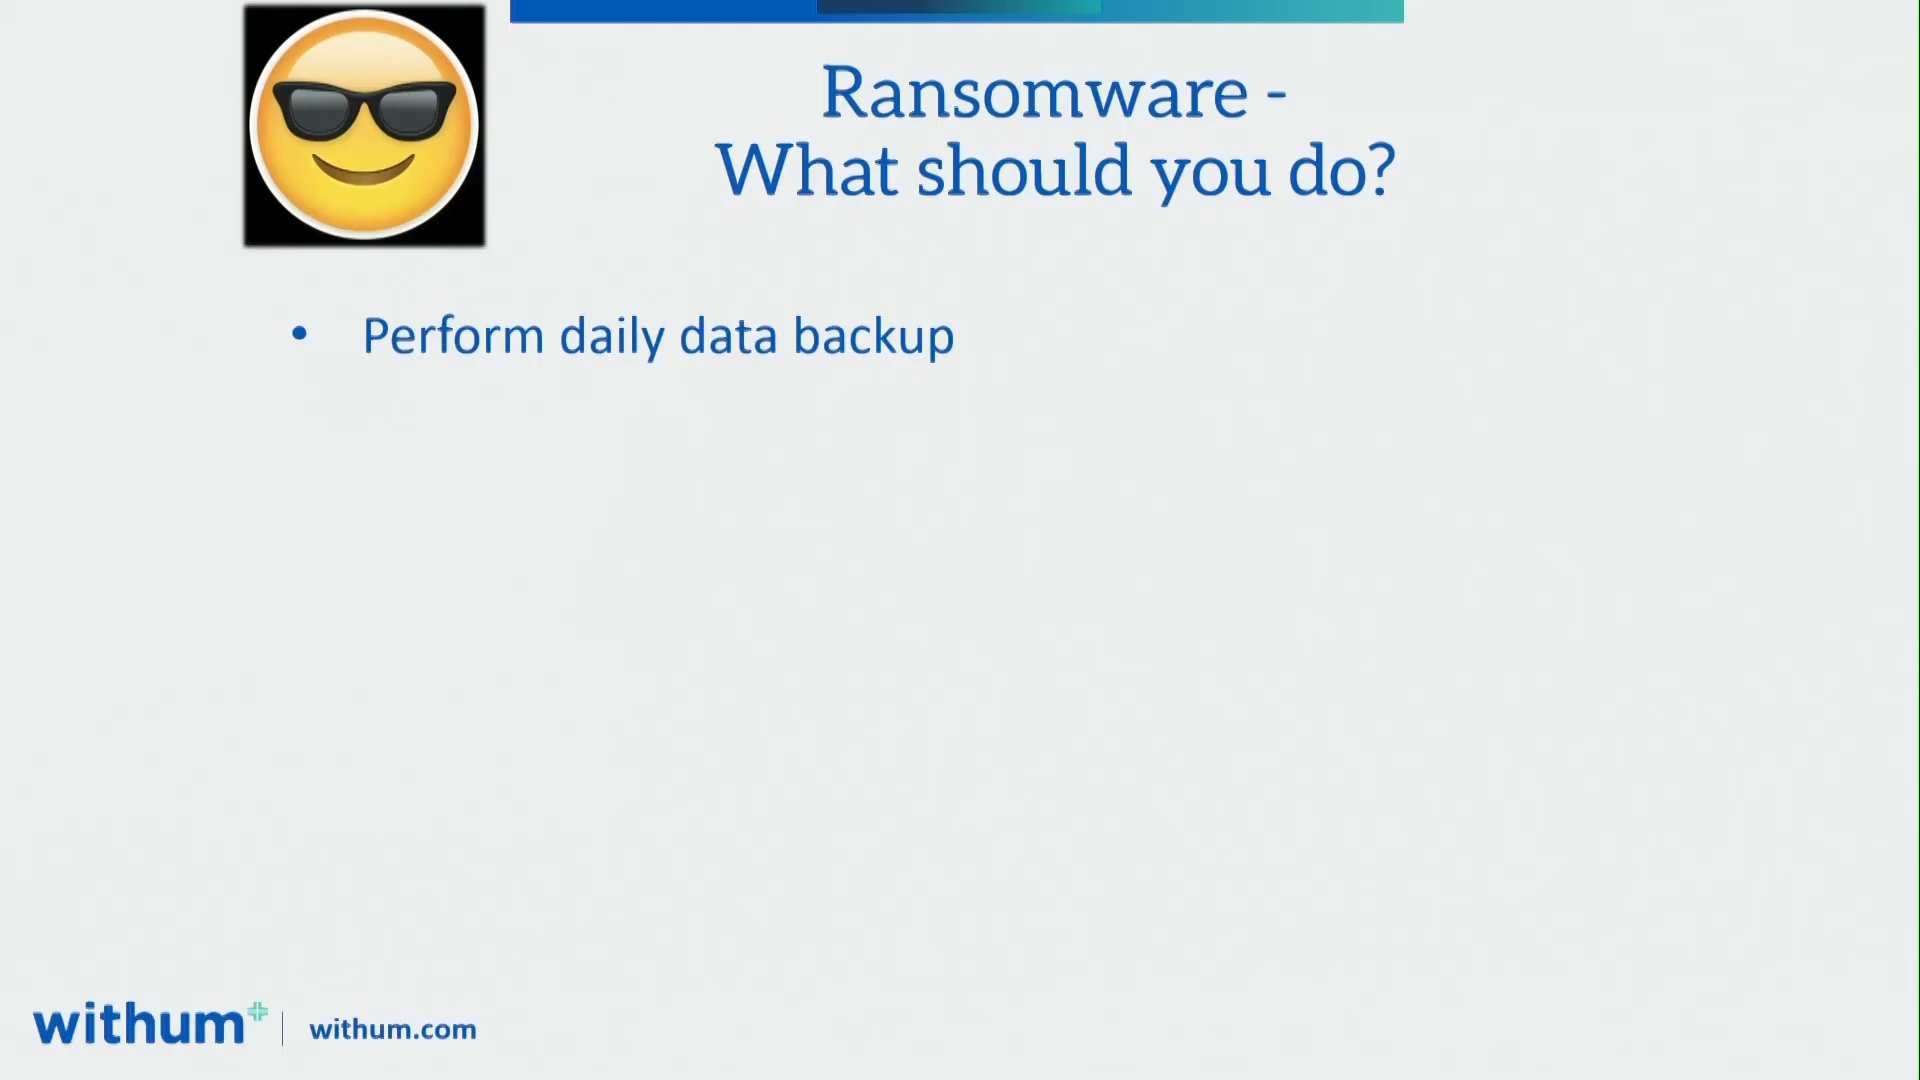 Ransomware -
What should you do?
• Perform daily data backup
withum+ | withum.com